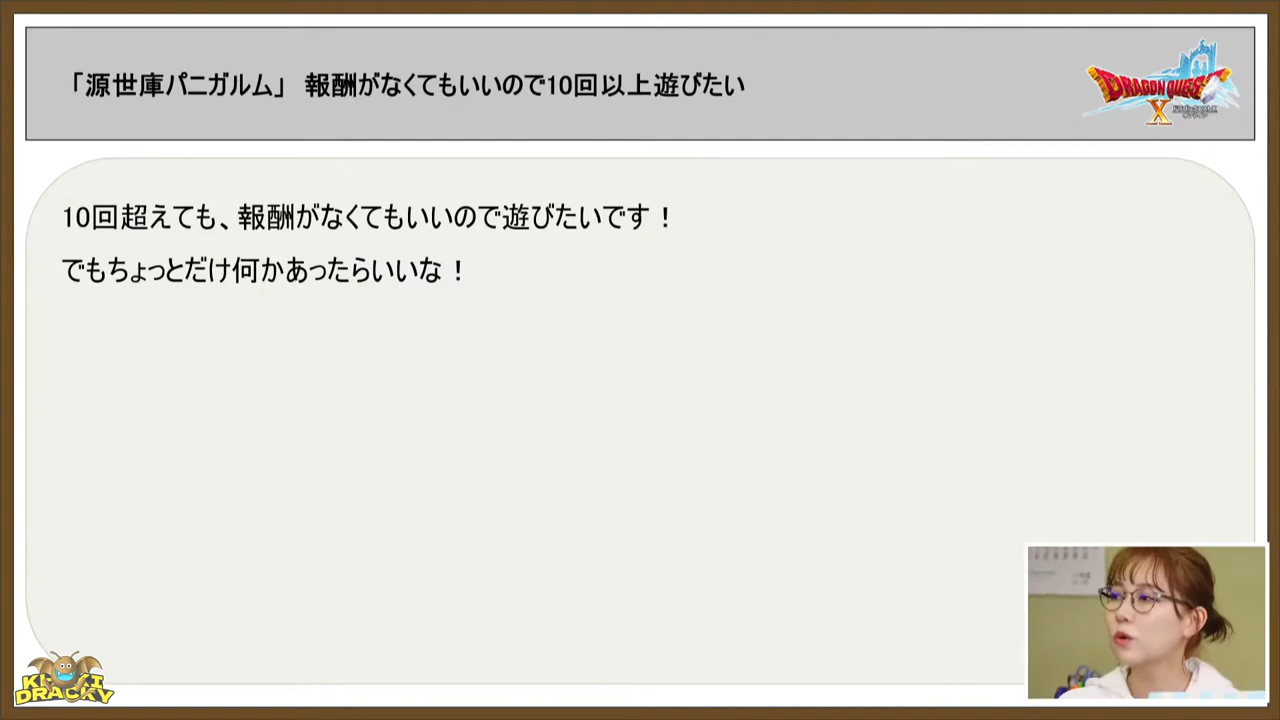 「源世庫パニガルム」 報酬がなくてもいいので10回以上遊びたい
DRAGON QUEST
X
10回超えても、報酬がなくてもいいので遊びたいです！
でもちょっとだけ何かあったらいいな！
DRACKY